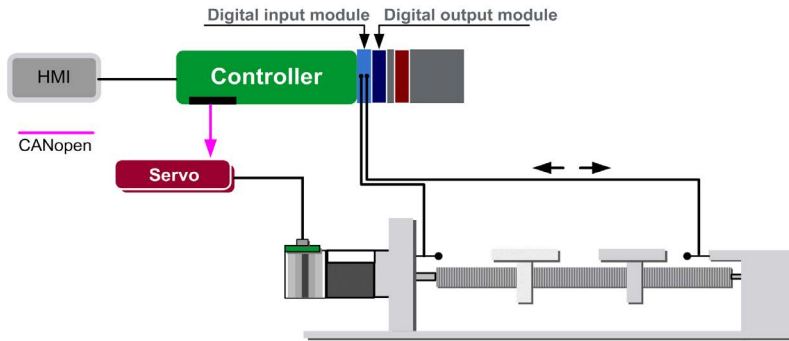 Digital input module Digital output module
HMI
Controller
CANopen
Servo